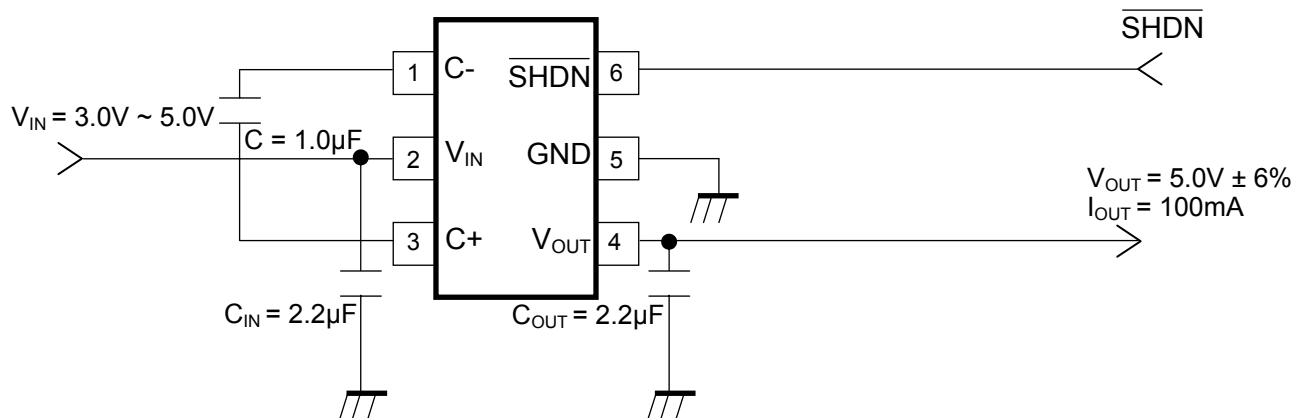 SHDN
1 C- SHDN 6
V_IN = 3.0V ~ 5.0V
C = 1.0µF
2 V_IN GND 5
V_OUT = 5.0V ± 6%
I_OUT = 100mA
3 C+ V_OUT 4
C_IN = 2.2µF
C_OUT = 2.2µF